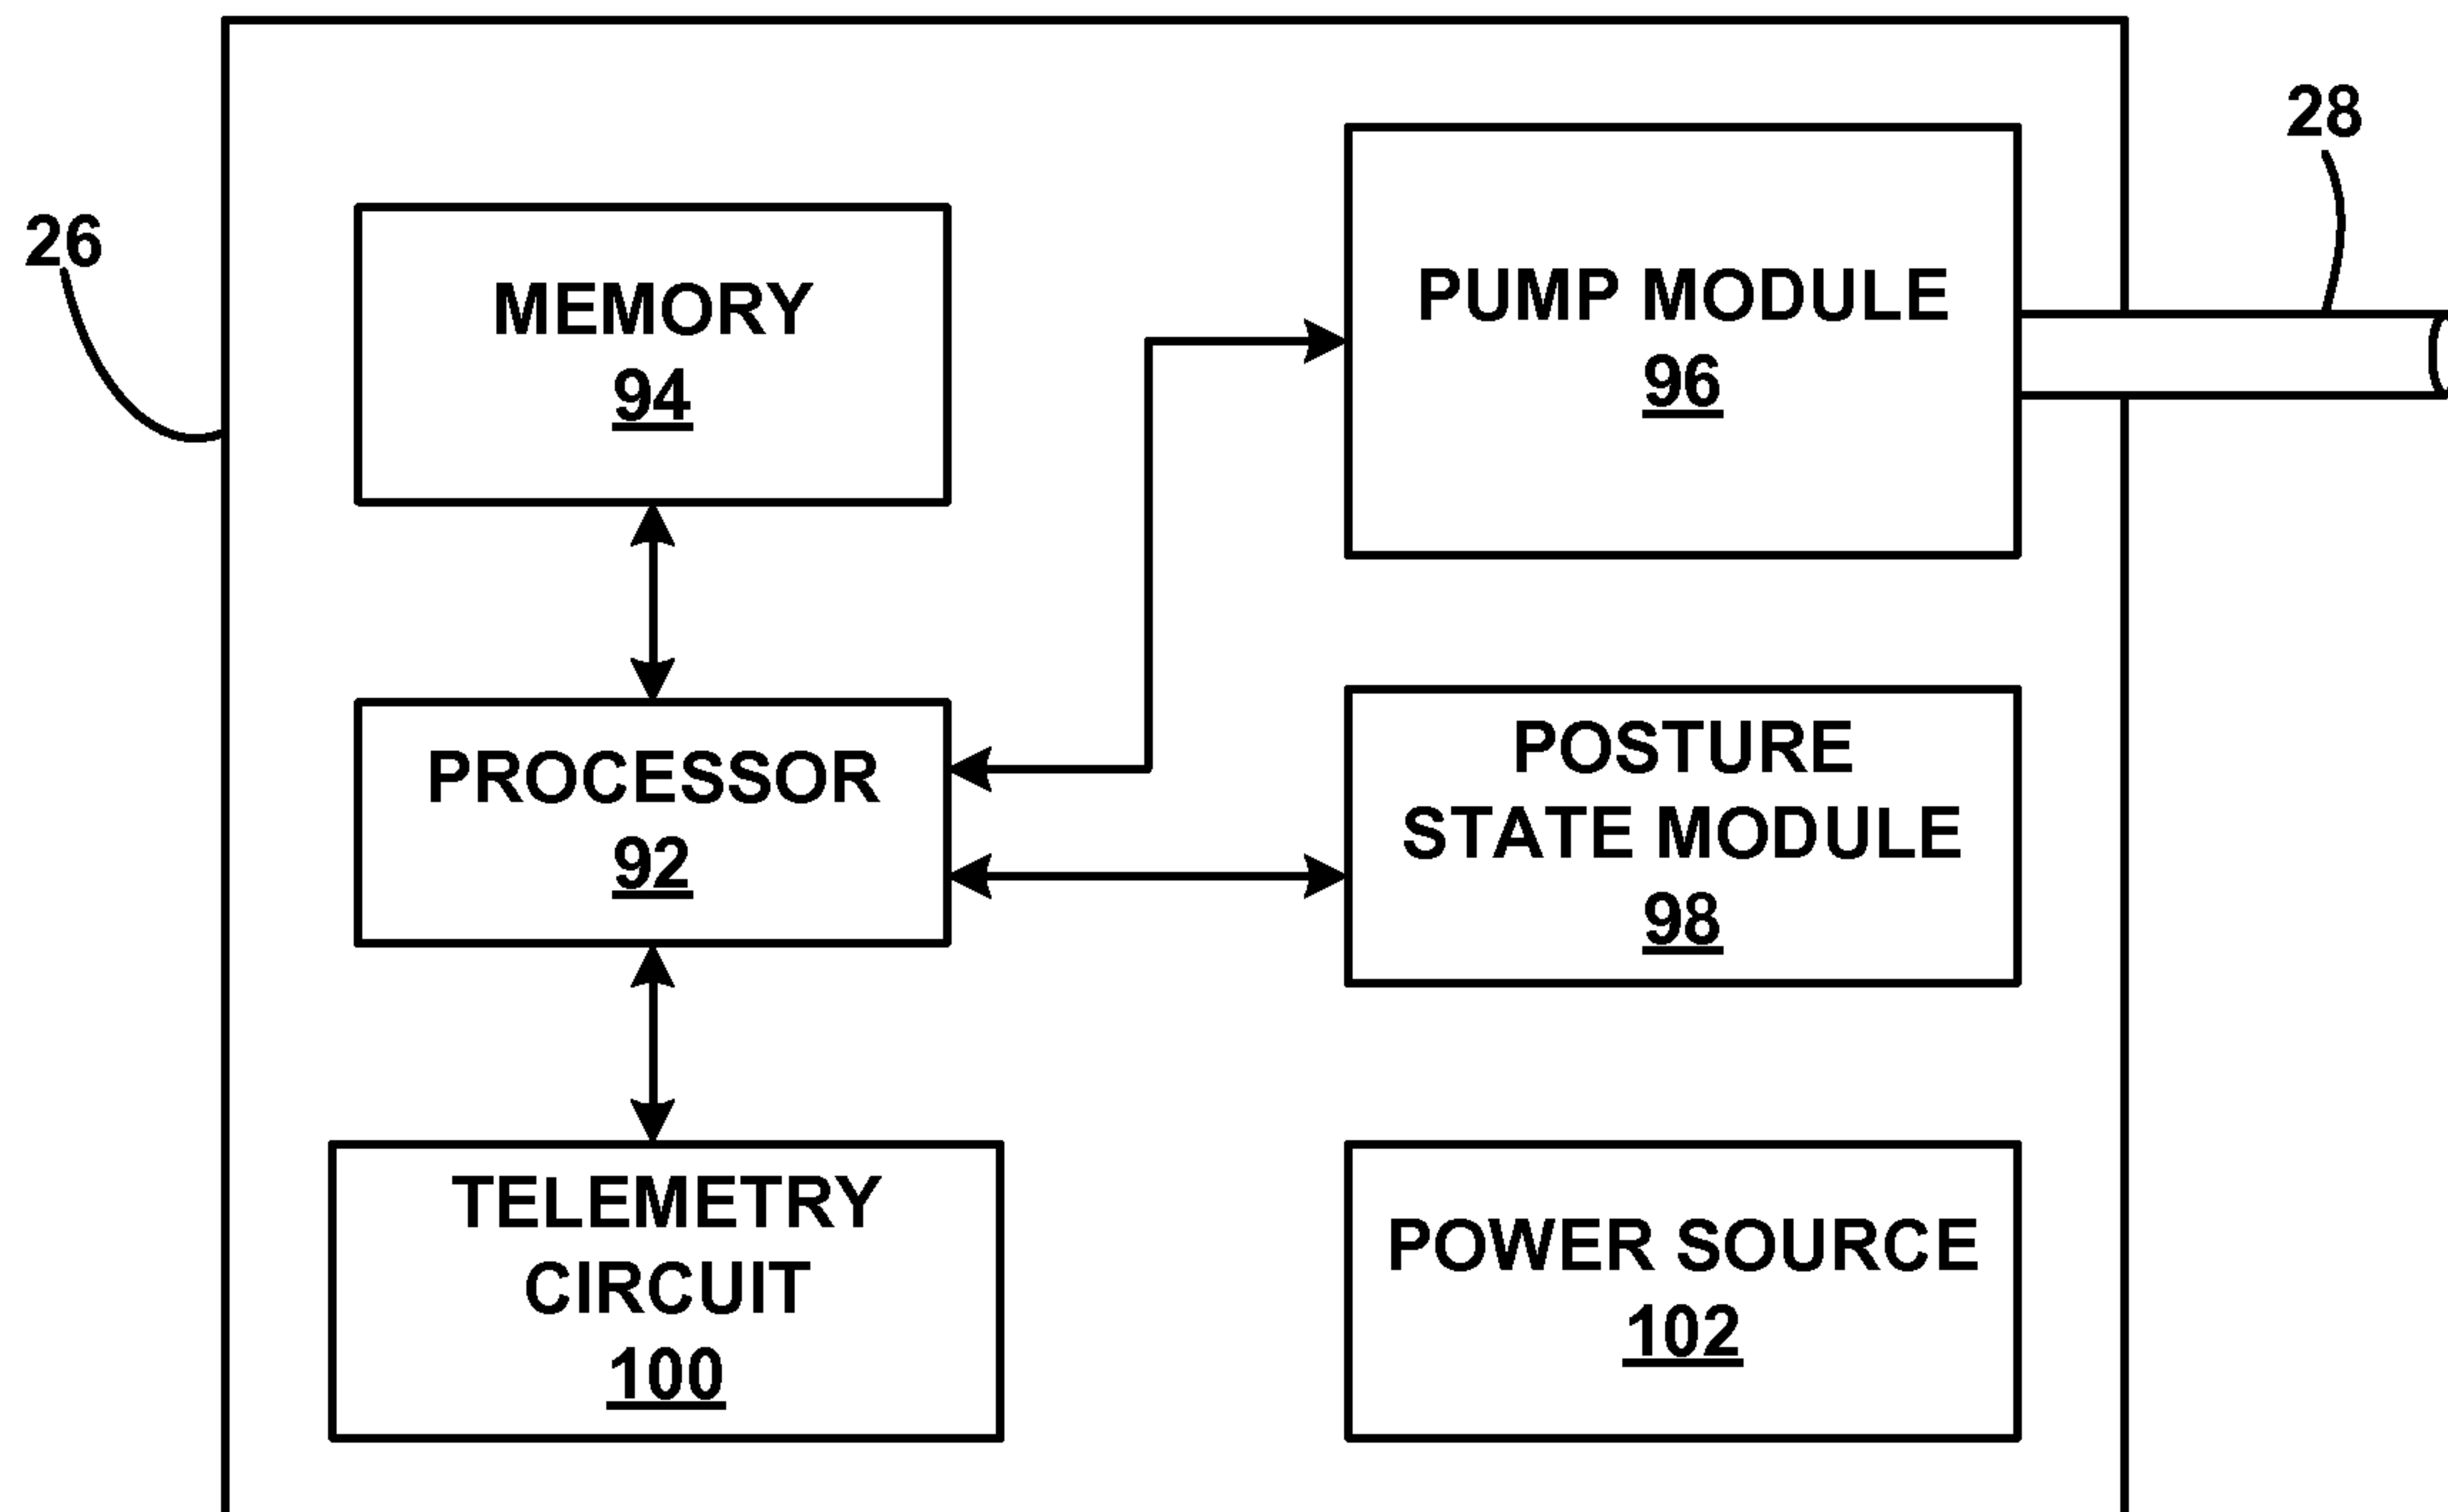 26
28
MEMORY
94
PUMP MODULE
96
PROCESSOR
92
POSTURE
STATE MODULE
98
TELEMETRY
CIRCUIT
100
POWER SOURCE
102